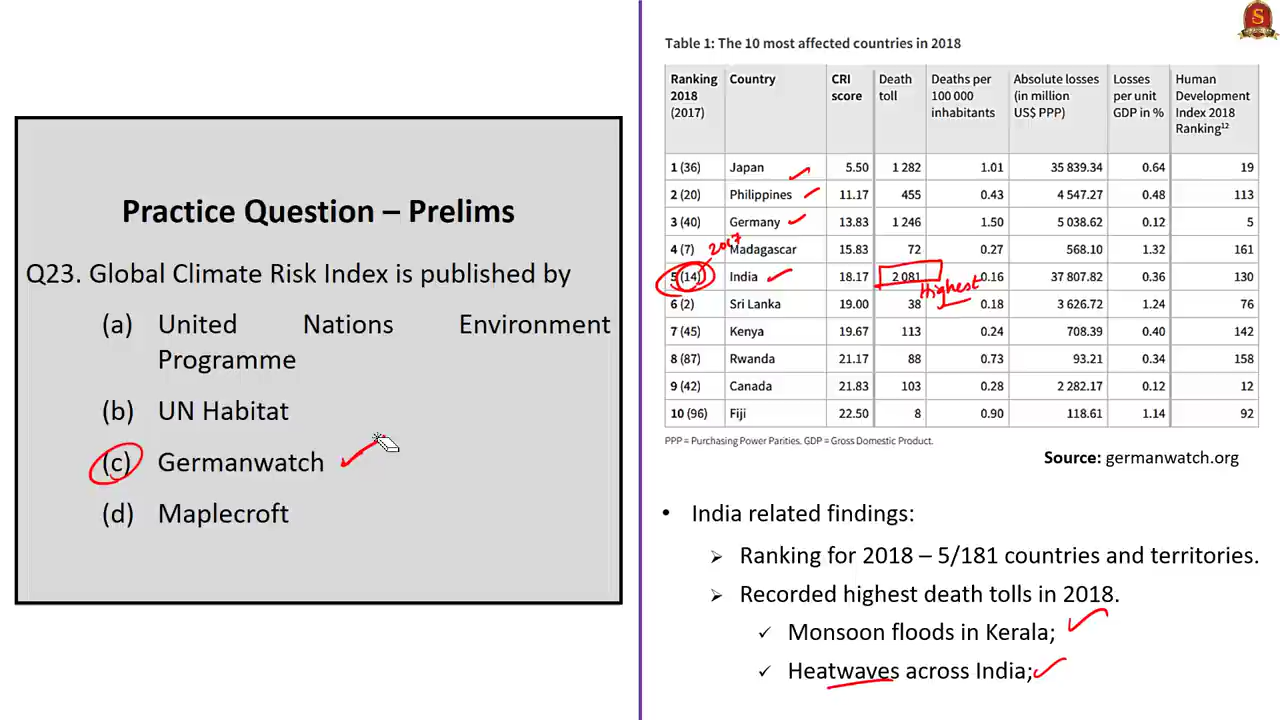 Practice Question – Prelims
Q23. Global Climate Risk Index is published by
(a) United Nations Environment
Programme
(b) UN Habitat
(c) Germanwatch
(d) Maplecroft
Table 1: The 10 most affected countries in 2018
Ranking 2018 (2017) Country CRI score Death toll Deaths per 100 000 inhabitants Absolute losses (in million US$ PPP) Losses per unit GDP in % Human Development Index 2018 Ranking12
1 (36) Japan 5.50 1 282 1.01 35 839.34 0.64 19
2 (20) Philippines 11.17 455 0.43 4 547.27 0.48 113
3 (40) Germany 13.83 1 246 1.50 5 038.62 0.12 5
2017
4 (7) Madagascar 15.83 72 0.27 568.10 1.32 161
5 (14) India 18.17 2 081 0.16 37 807.82 0.36 130
Highest
6 (2) Sri Lanka 19.00 38 0.18 3 626.72 1.24 76
7 (45) Kenya 19.67 113 0.24 708.39 0.40 142
8 (87) Rwanda 21.17 88 0.73 93.21 0.34 158
9 (42) Canada 21.83 103 0.28 2 282.17 0.12 12
10 (96) Fiji 22.50 8 0.90 118.61 1.14 92
PPP = Purchasing Power Parities. GDP = Gross Domestic Product.
Source: germanwatch.org
• India related findings:
➢ Ranking for 2018 – 5/181 countries and territories.
➢ Recorded highest death tolls in 2018.
✓ Monsoon floods in Kerala;
✓ Heatwaves across India;